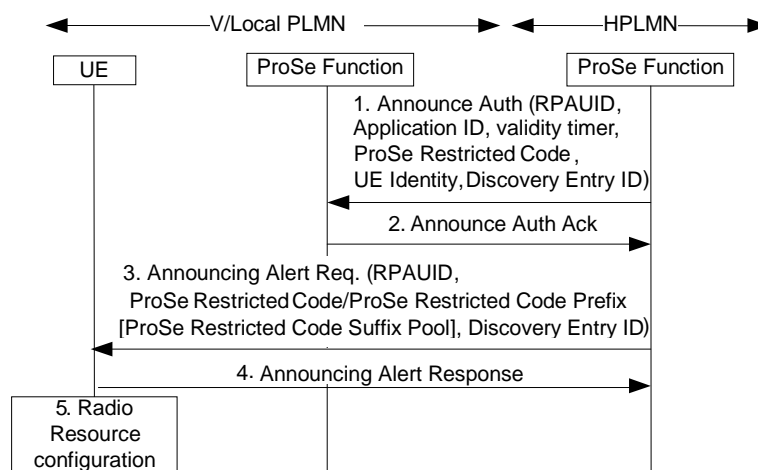 V/Local PLMN
HPLMN
UE
ProSe Function
ProSe Function
1. Announce Auth (RPAUID,
Application ID, validity timer,
ProSe Restricted Code,
UE Identity,Discovery Entry ID)
2. Announce Auth Ack
3. Announcing Alert Req. (RPAUID,
ProSe Restricted Code/ProSe Restricted Code Prefix
[ProSe Restricted Code Suffix Pool], Discovery Entry ID)
4. Announcing Alert Response
5. Radio
Resource
configuration